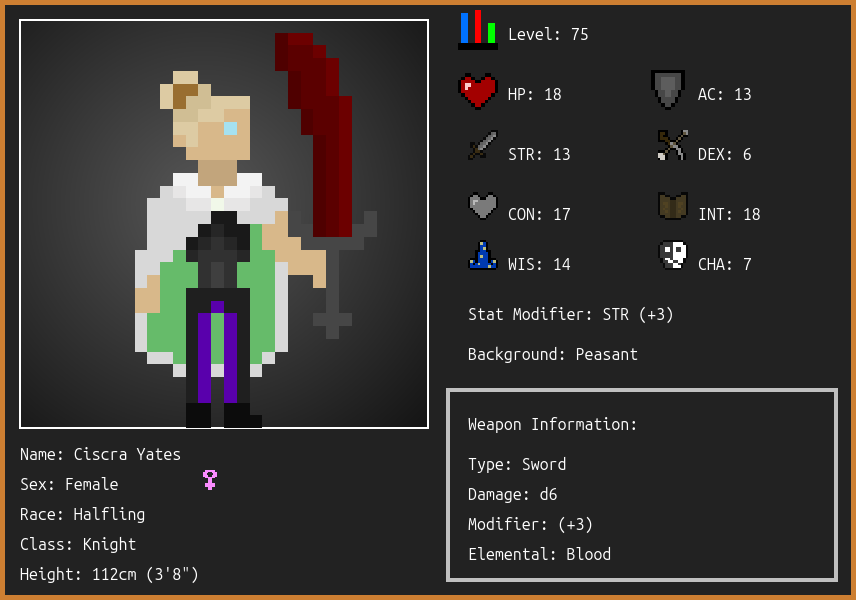 Level: 75
HP: 18
AC: 13
STR: 13
DEX: 6
CON: 17
INT: 18
WIS: 14
CHA: 7
Stat Modifier: STR (+3)
Background: Peasant
Weapon Information:
Type: Sword
Damage: d6
Modifier: (+3)
Elemental: Blood
Name: Ciscra Yates
Sex: Female
Race: Halfling
Class: Knight
Height: 112cm (3'8")